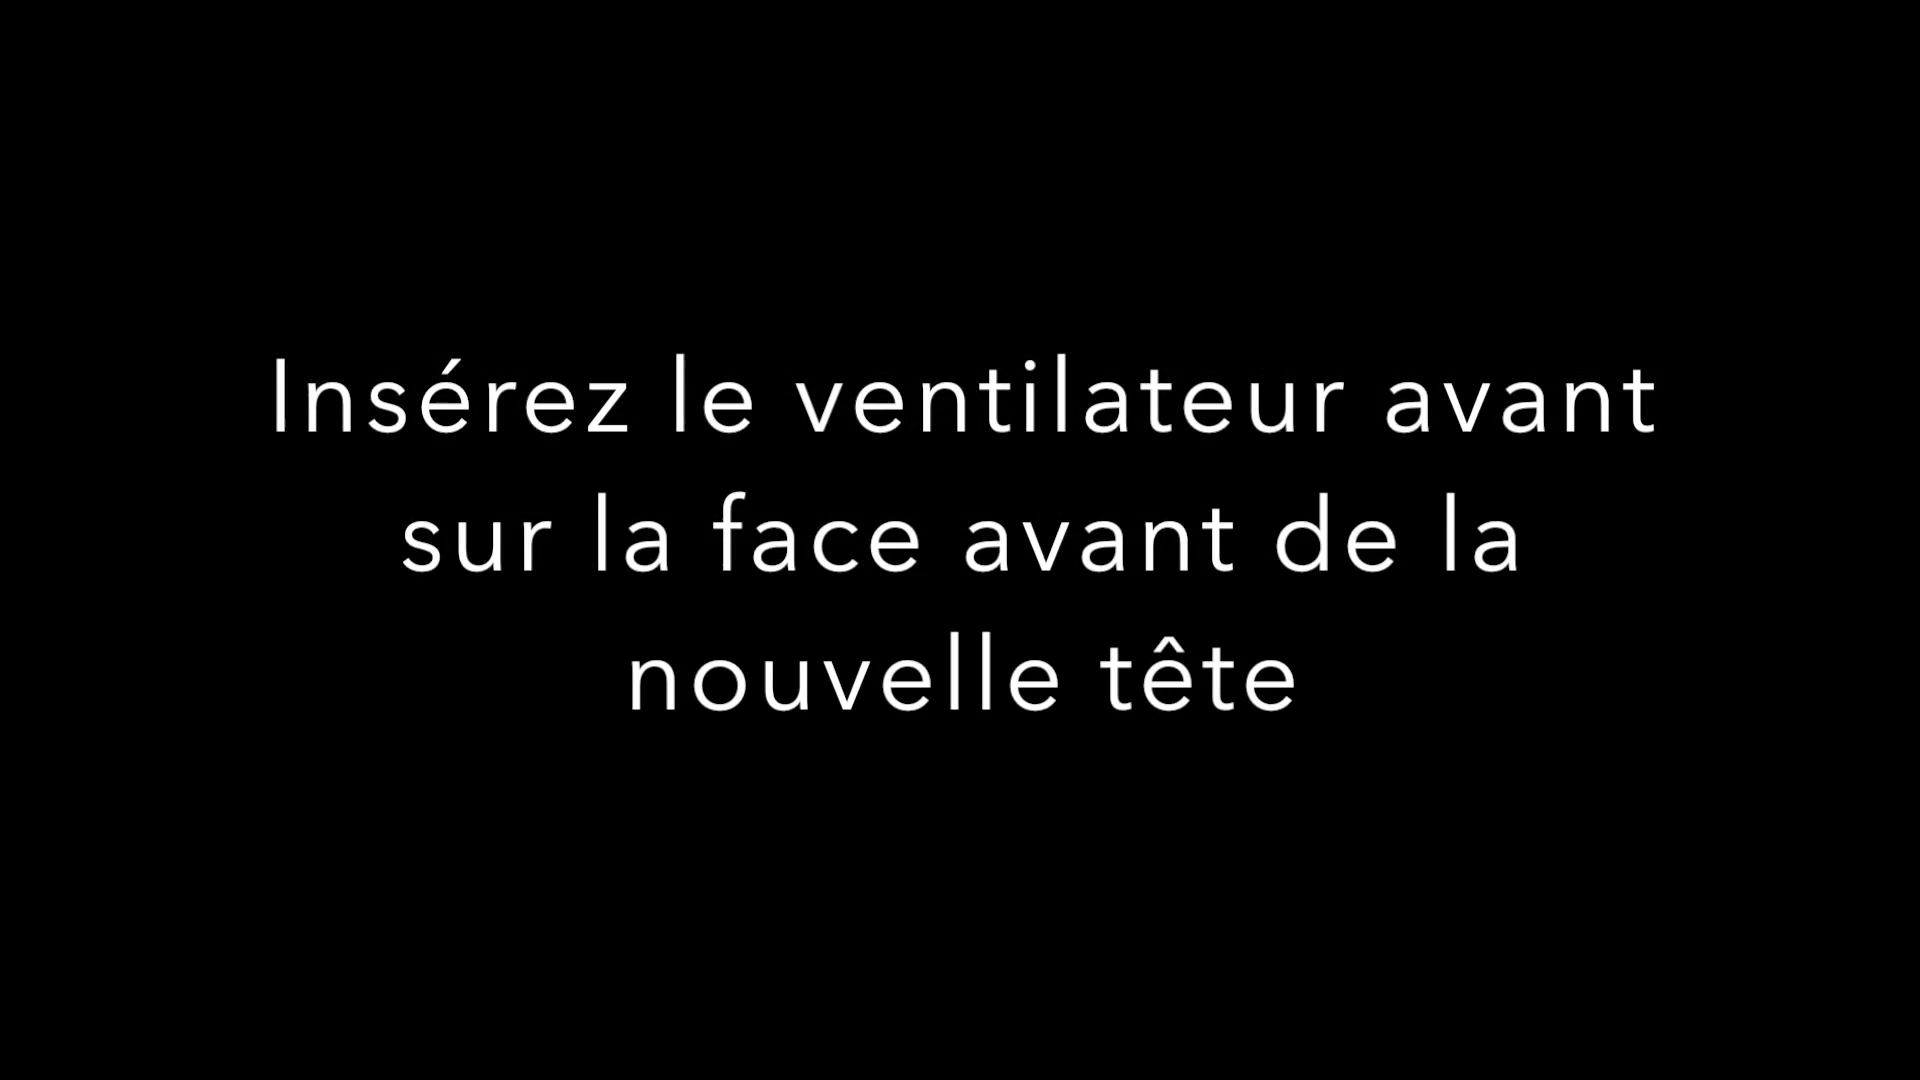 Insérez le ventilateur avant
sur la face avant de la
nouvelle tête